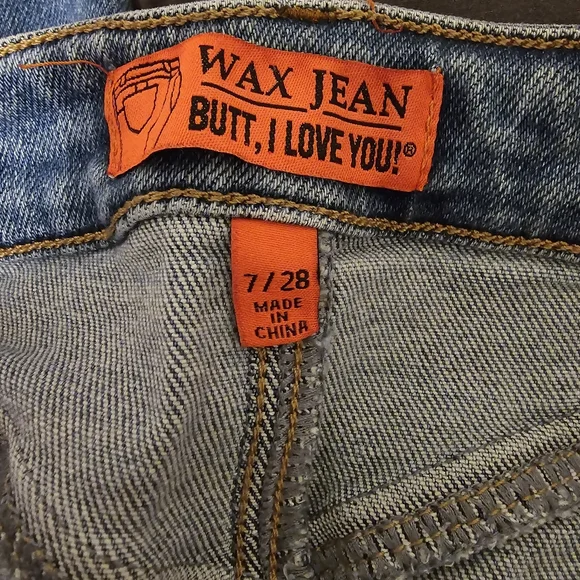 WAX JEAN
BUTT, I LOVE YOU!®
7/28
MADE
IN
CHINA